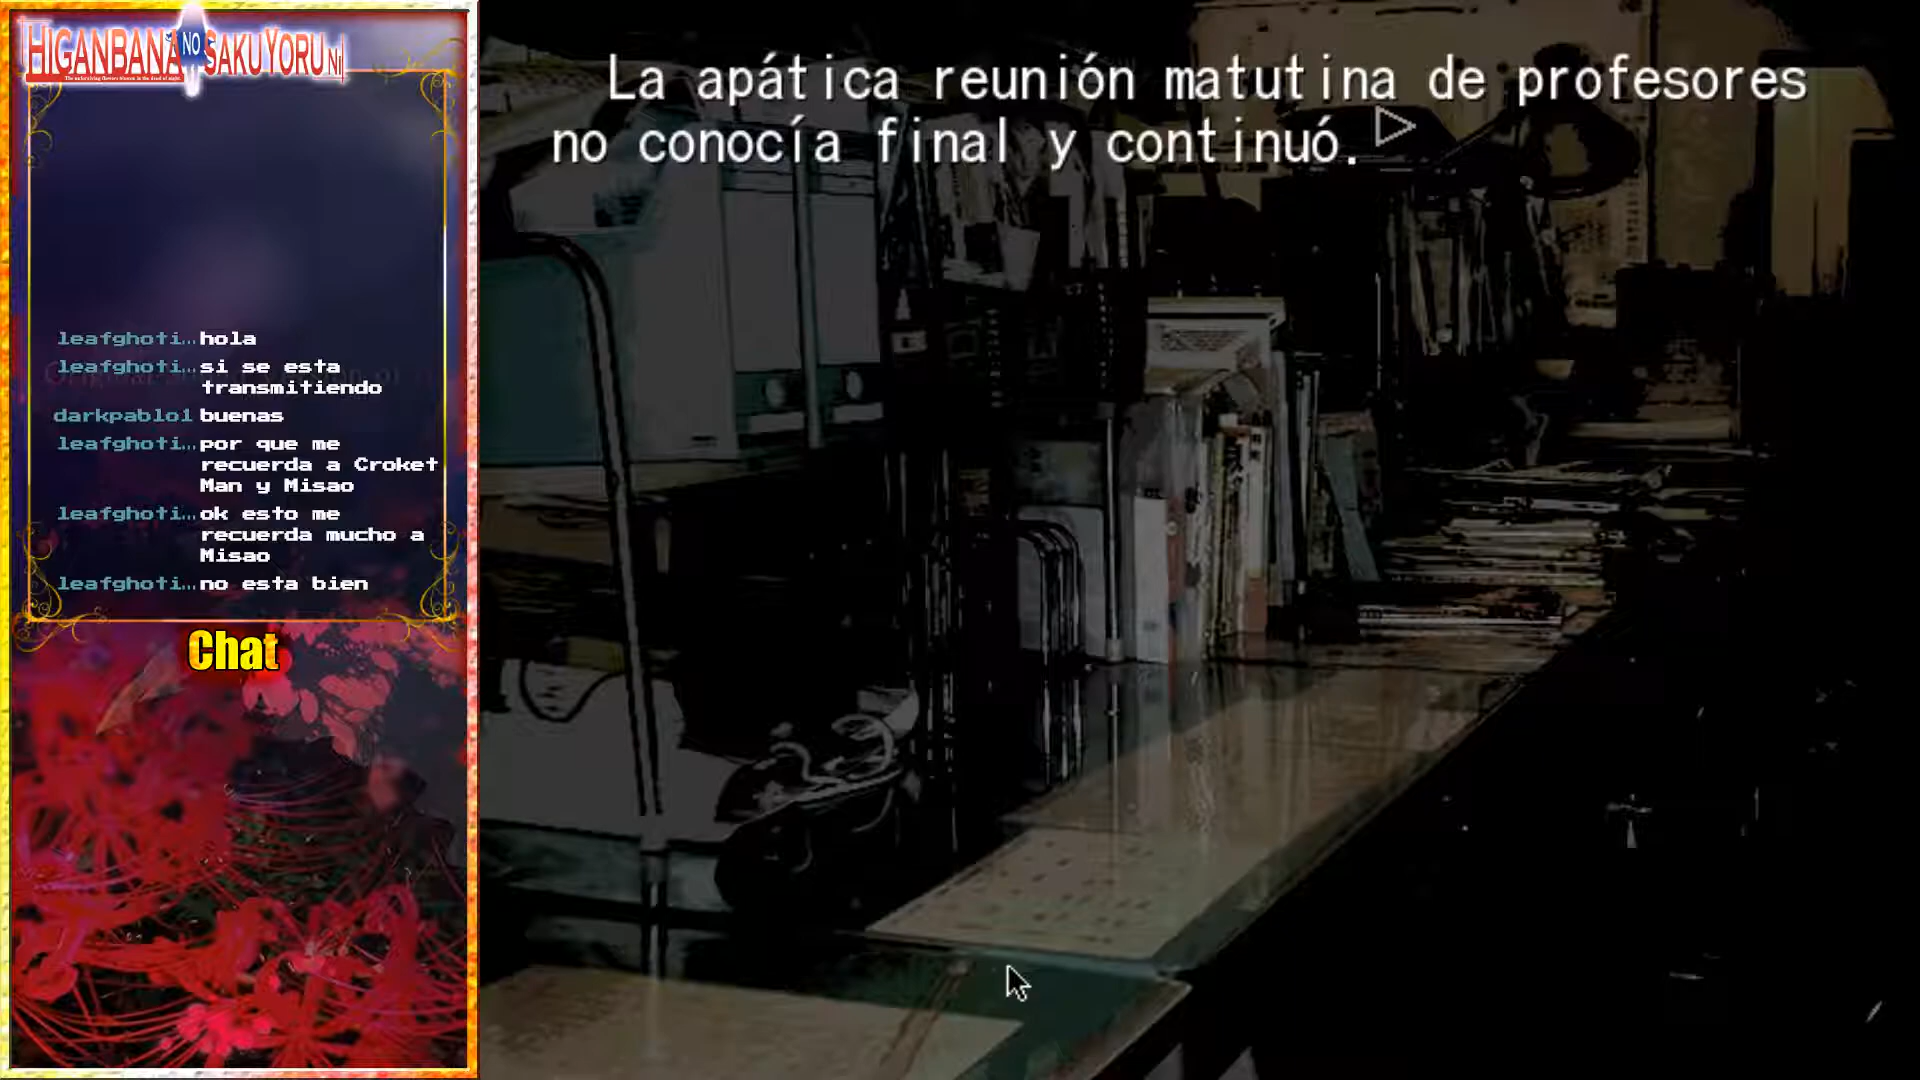 HIGANBANA NO SAKU YORU NI
La apática reunión matutina de profesores
no conocía final y continuó.
leafghoti… hola
leafghoti… si se esta
transmitiendo
darkpablo1 buenas
leafghoti… por que me
recuerda a Croket
Man y Misao
leafghoti… ok esto me
recuerda mucho a
Misao
leafghoti… no esta bien
Chat